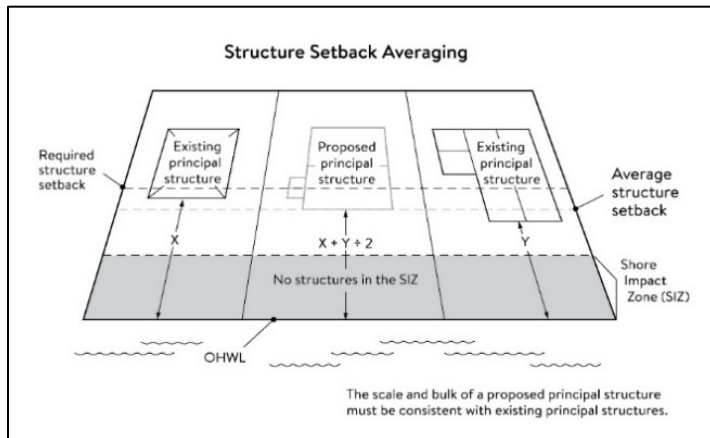 Structure Setback Averaging
Required
structure
setback
Existing
principal
structure
Proposed
principal
structure
Existing
principal
structure
Average
structure
setback
X
X + Y ÷ 2
Y
No structures in the SIZ
Shore
Impact
Zone (SIZ)
OHWL
The scale and bulk of a proposed principal structure
must be consistent with existing principal structures.